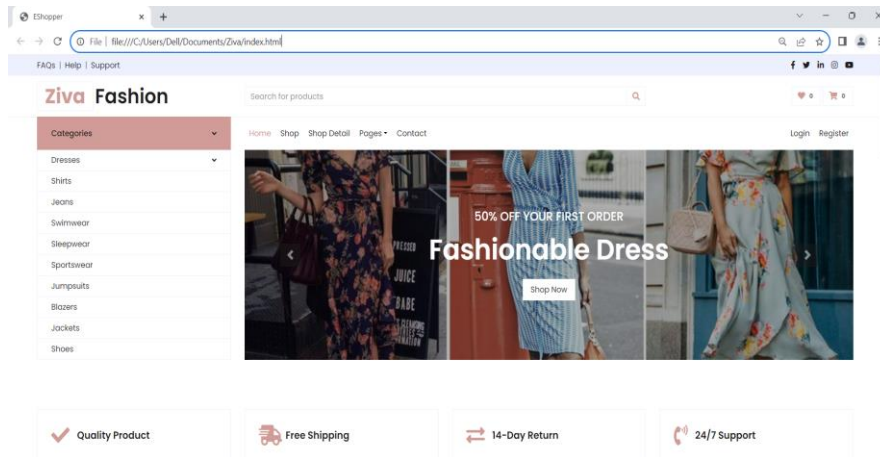 EShopper
File | file:///C:/Users/Dell/Documents/Ziva/index.html
FAQs | Help | Support
Ziva Fashion
Search for products
0 0
Categories
Home Shop Shop Detail Pages Contact
Login Register
Dresses
Shirts
Jeans
Swimwear
Sleepwear
Sportswear
Jumpsuits
Blazers
Jackets
Shoes
50% OFF YOUR FIRST ORDER
Fashionable Dress
Shop Now
PRESSED
JUICE
BABE
Quality Product
Free Shipping
14-Day Return
24/7 Support